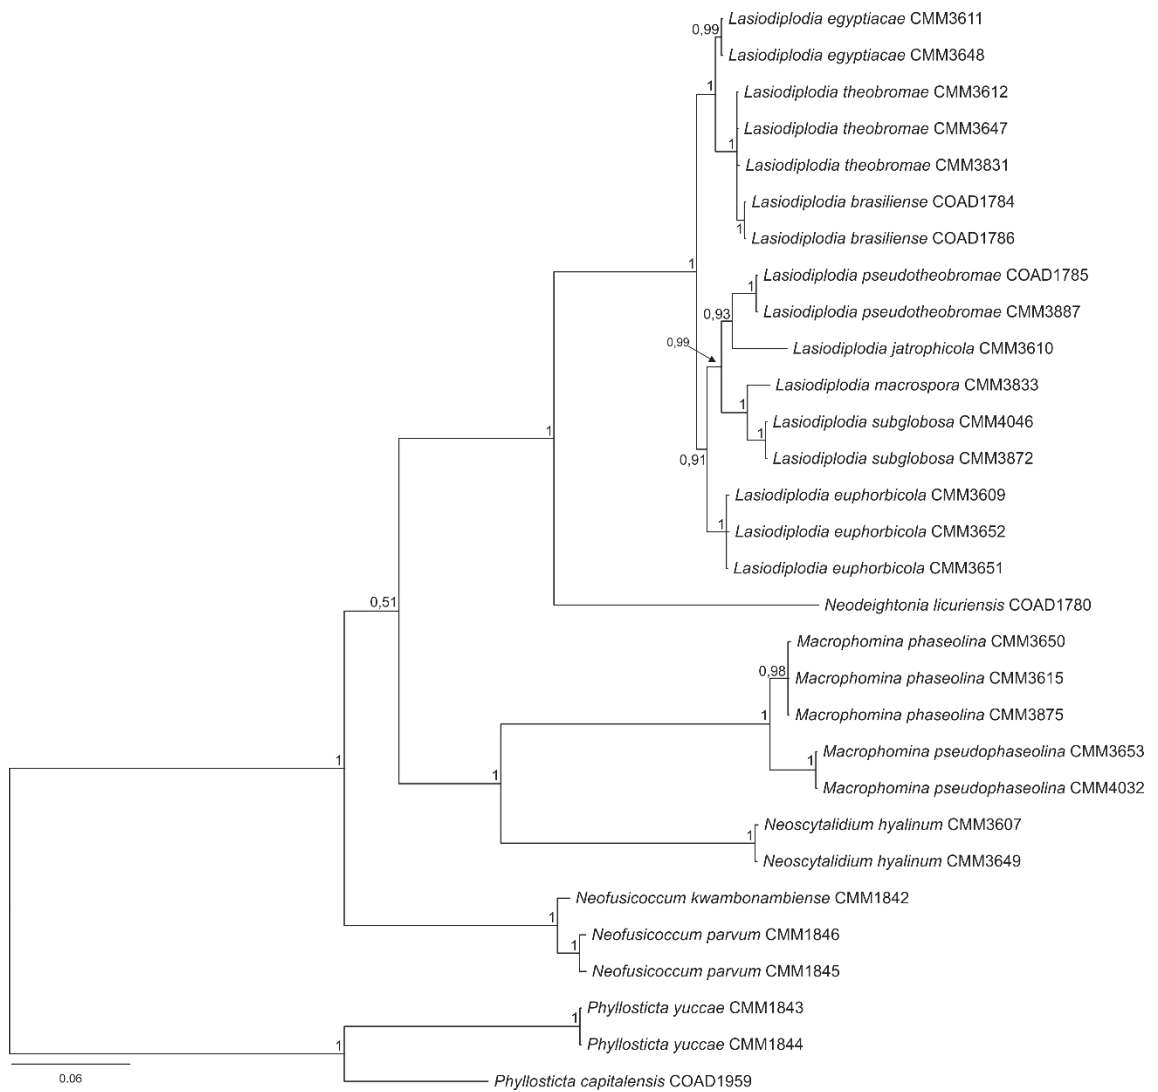 Lasiodiplodia egyptiacae CMM3611
0,99
Lasiodiplodia egyptiacae CMM3648
1
Lasiodiplodia theobromae CMM3612
Lasiodiplodia theobromae CMM3647
1
Lasiodiplodia theobromae CMM3831
Lasiodiplodia brasiliense COAD1784
1
Lasiodiplodia brasiliense COAD1786
1
Lasiodiplodia pseudotheobromae COAD1785
1
Lasiodiplodia pseudotheobromae CMM3887
0,93
0,99
Lasiodiplodia jatrophicola CMM3610
Lasiodiplodia macrospora CMM3833
1
Lasiodiplodia subglobosa CMM4046
1
1
Lasiodiplodia subglobosa CMM3872
0,91
Lasiodiplodia euphorbicola CMM3609
1
Lasiodiplodia euphorbicola CMM3652
Lasiodiplodia euphorbicola CMM3651
0,51
Neodeightonia licuriensis COAD1780
Macrophomina phaseolina CMM3650
0,98
Macrophomina phaseolina CMM3615
1
Macrophomina phaseolina CMM3875
Macrophomina pseudophaseolina CMM3653
1
1
1
Macrophomina pseudophaseolina CMM4032
Neoscytalidium hyalinum CMM3607
1
Neoscytalidium hyalinum CMM3649
Neofusicoccum kwambonambiense CMM1842
1
Neofusicoccum parvum CMM1846
1
Neofusicoccum parvum CMM1845
Phyllosticta yuccae CMM1843
1
Phyllosticta yuccae CMM1844
1
0.06
Phyllosticta capitalensis COAD1959